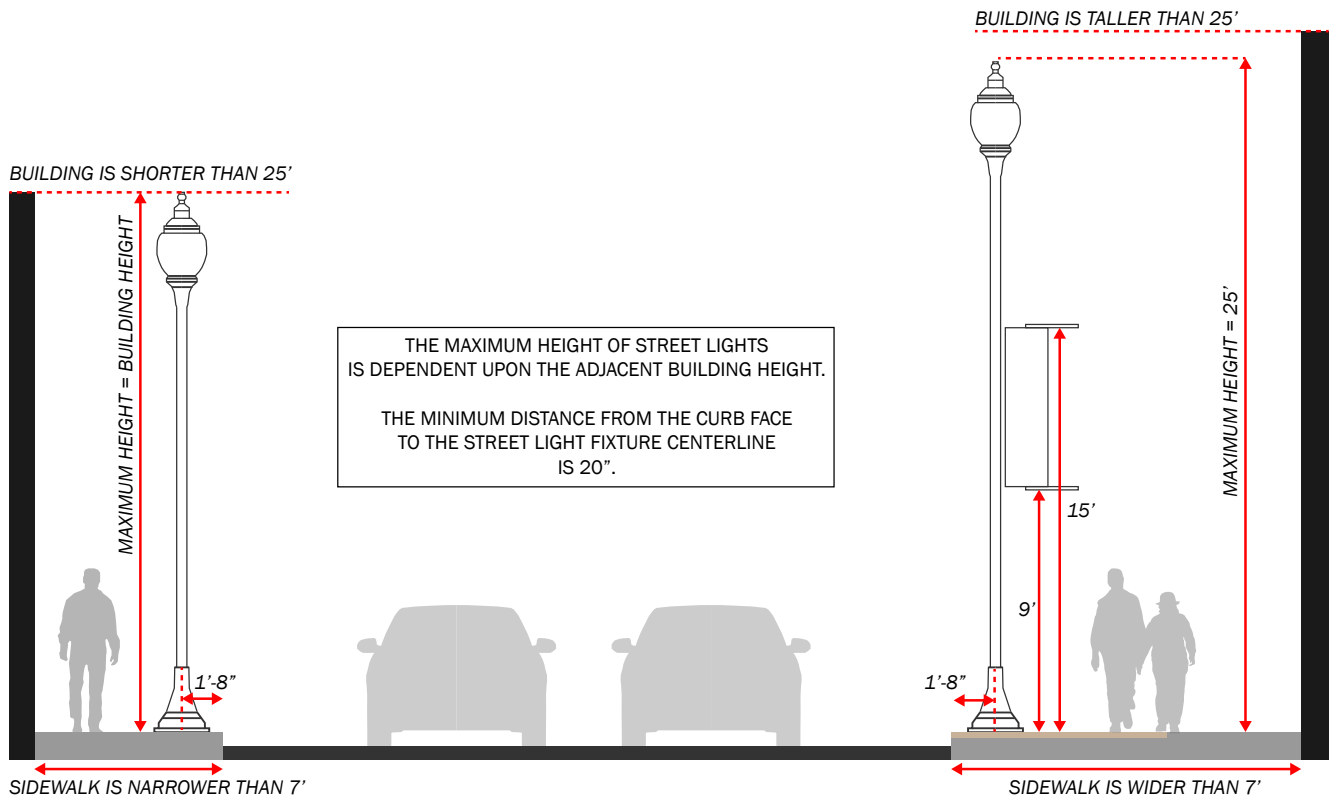 BUILDING IS TALLER THAN 25’
BUILDING IS SHORTER THAN 25’
MAXIMUM HEIGHT = BUILDING HEIGHT
THE MAXIMUM HEIGHT OF STREET LIGHTS
IS DEPENDENT UPON THE ADJACENT BUILDING HEIGHT.
THE MINIMUM DISTANCE FROM THE CURB FACE
TO THE STREET LIGHT FIXTURE CENTERLINE
IS 20”.
MAXIMUM HEIGHT = 25’
15’
9’
1’-8”
1’-8”
SIDEWALK IS NARROWER THAN 7’
SIDEWALK IS WIDER THAN 7’